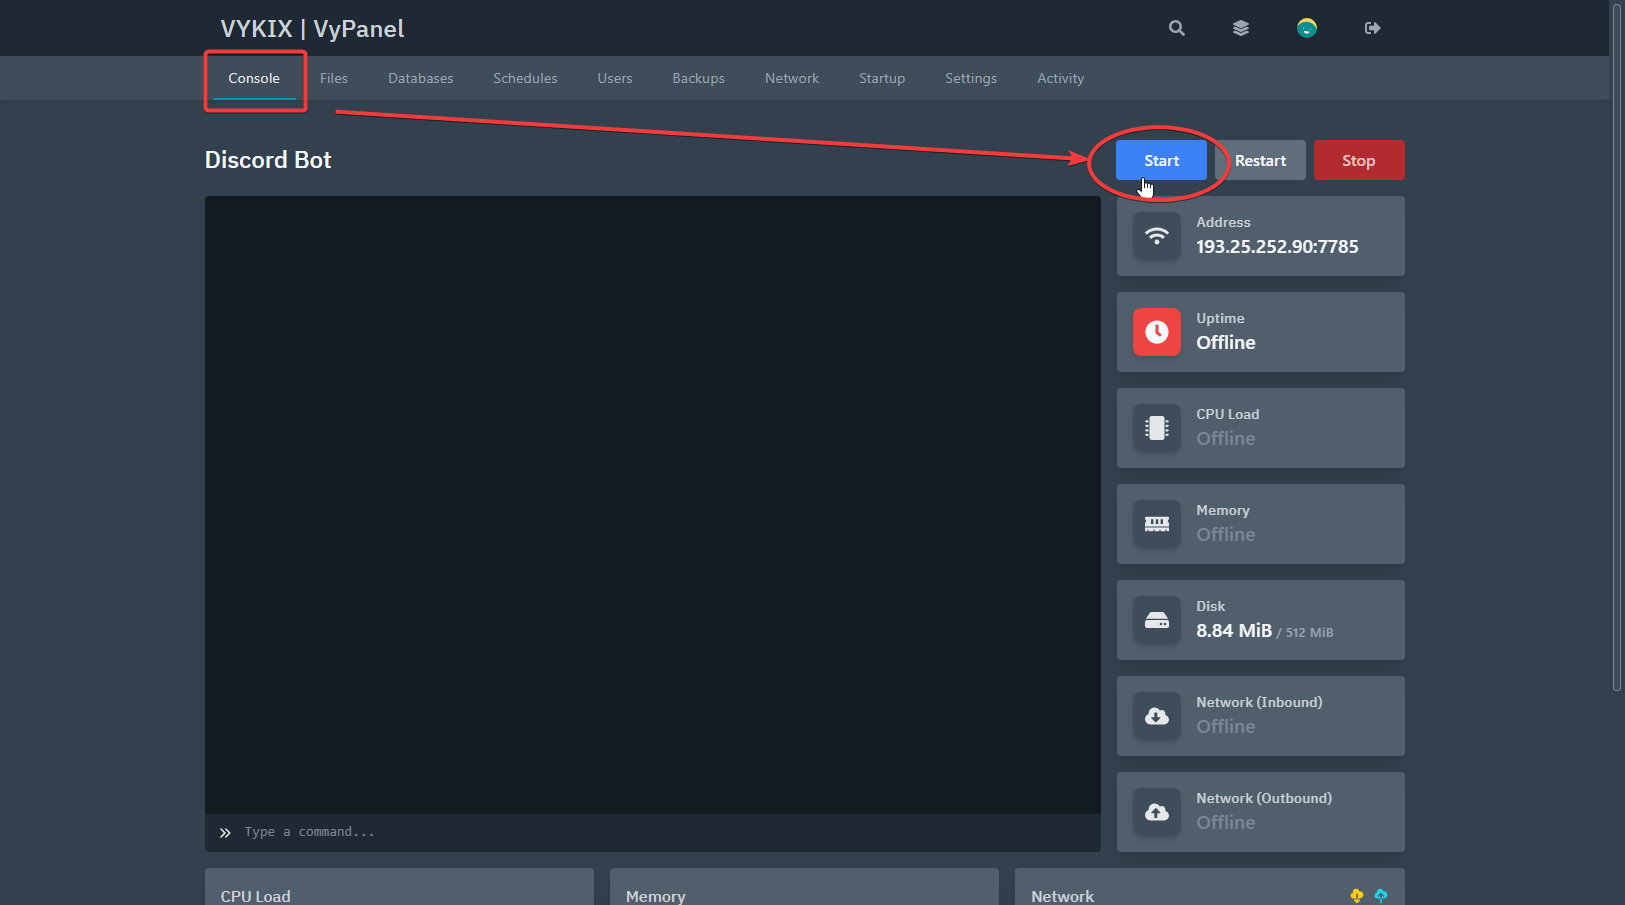 VYKIX | VyPanel
Console Files Databases Schedules Users Backups Network Startup Settings Activity
Discord Bot
Start Restart Stop
Address
193.25.252.90:7785
Uptime
Offline
CPU Load
Offline
Memory
Offline
Disk
8.84 MiB / 512 MiB
Network (Inbound)
Offline
Network (Outbound)
Offline
Type a command...
CPU Load
Memory
Network